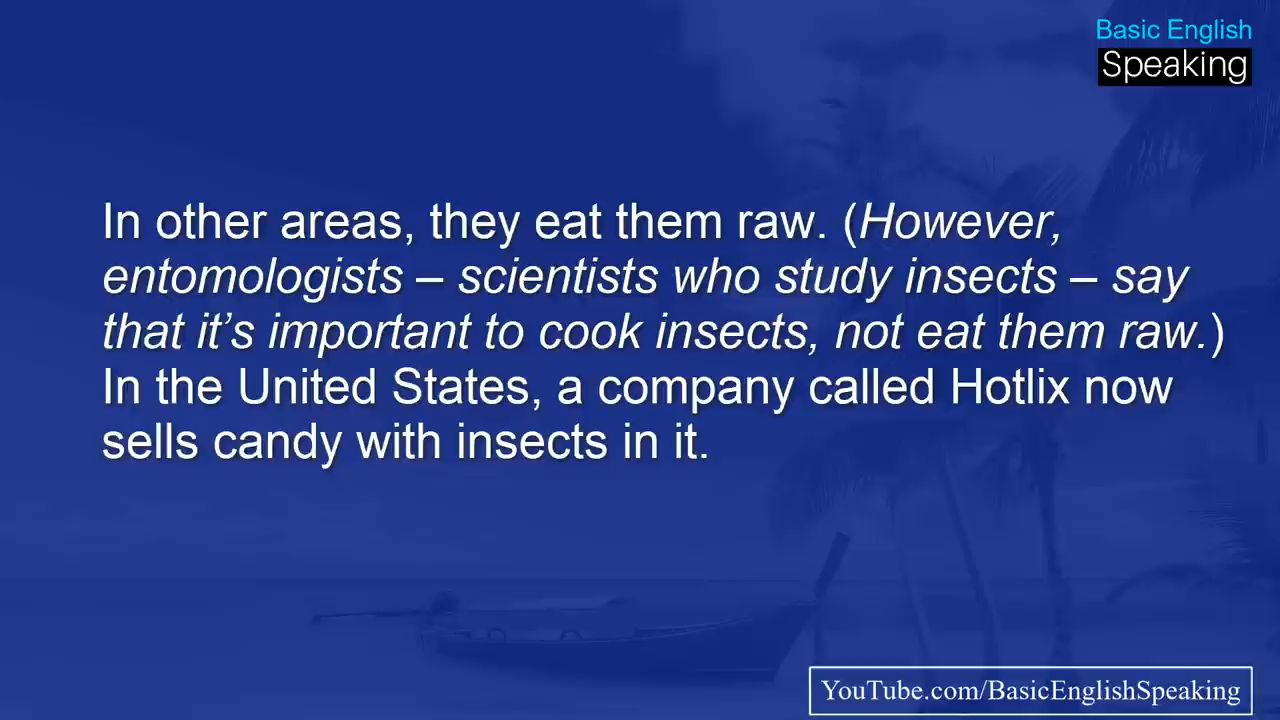 Basic English
Speaking
In other areas, they eat them raw. (However,
entomologists – scientists who study insects – say
that it’s important to cook insects, not eat them raw.)
In the United States, a company called Hotlix now
sells candy with insects in it.
YouTube.com/BasicEnglishSpeaking